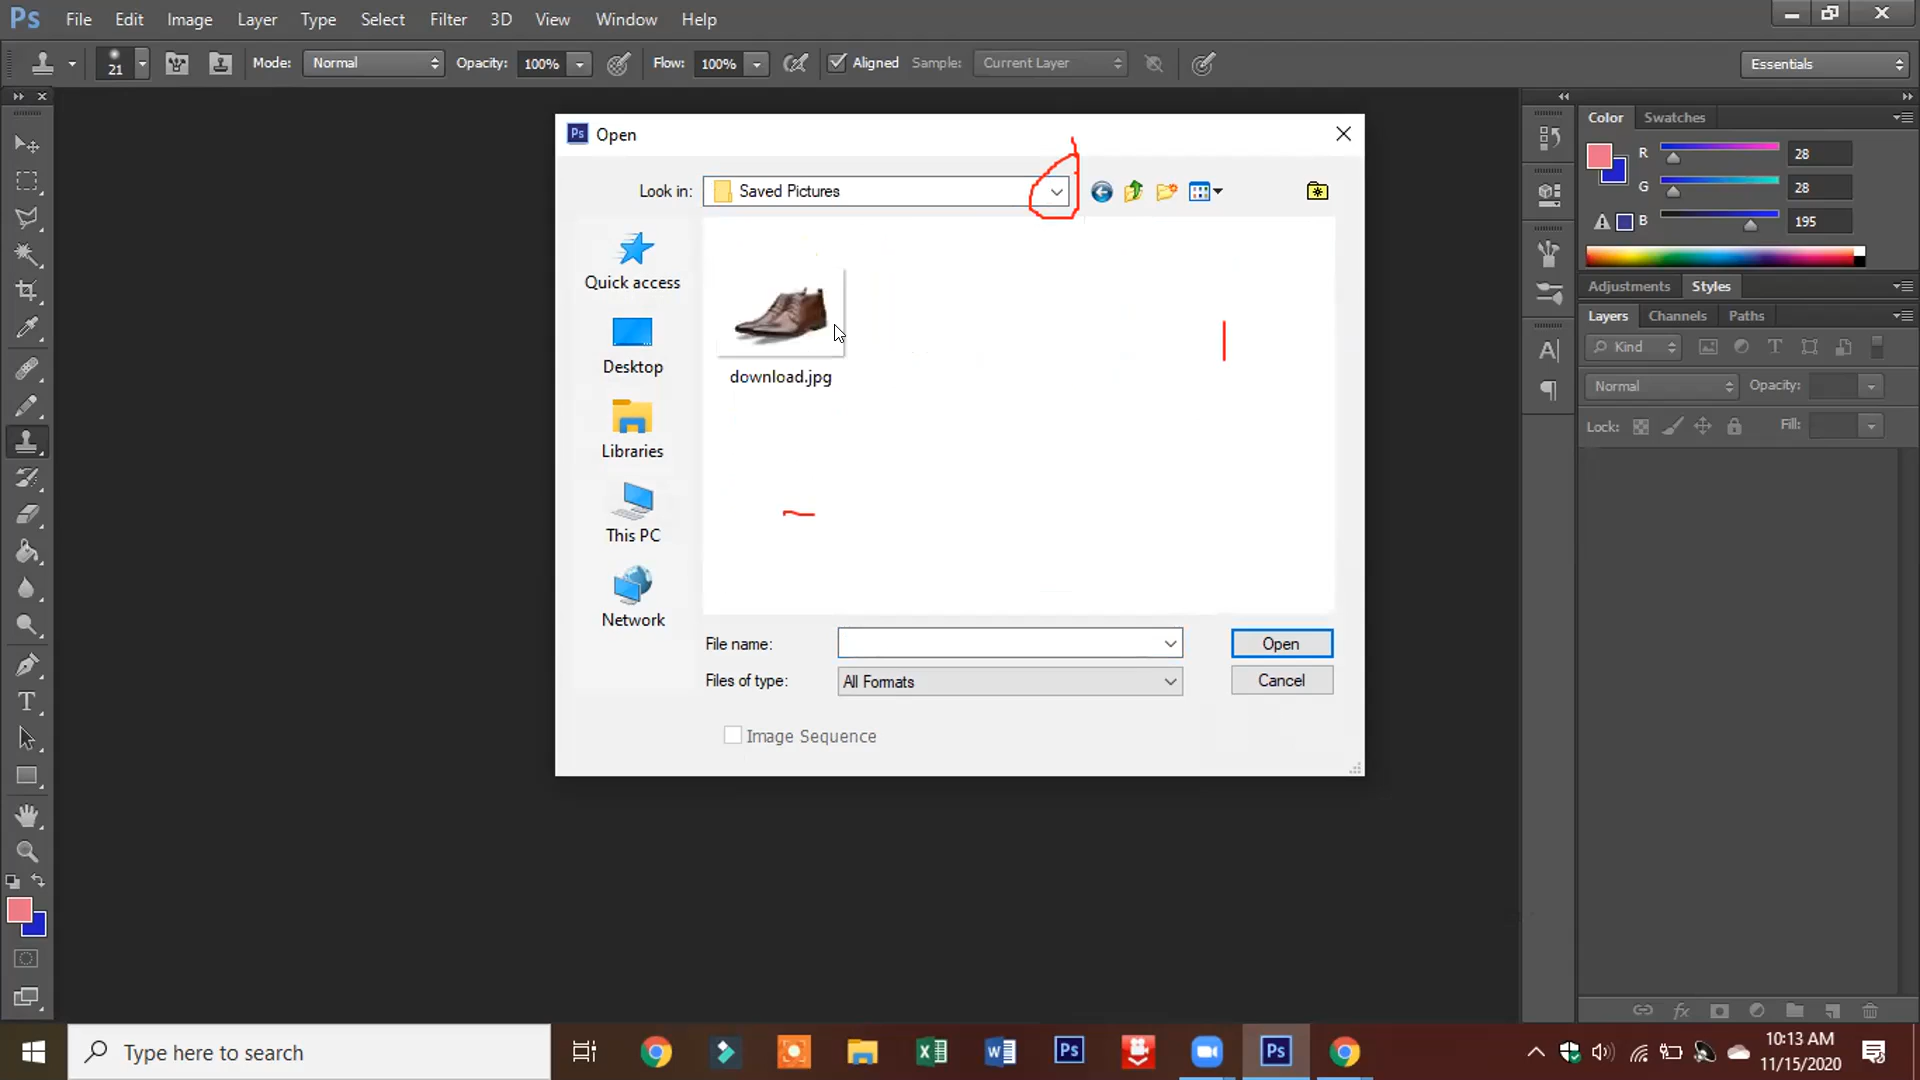 Ps File Edit Image Layer Type Select Filter 3D View Window Help
21 Mode: Normal Opacity: 100% Flow: 100% Aligned Sample: Current Layer Essentials
Ps Open
Look in: Saved Pictures
Quick access
Desktop
Libraries
This PC
Network
download.jpg
File name: Open
Files of type: All Formats Cancel
Image Sequence
Color Swatches
R 28
G 28
B 195
Adjustments Styles
Layers Channels Paths
Kind
Normal Opacity:
Lock: Fill:
Type here to search
10:13 AM
11/15/2020